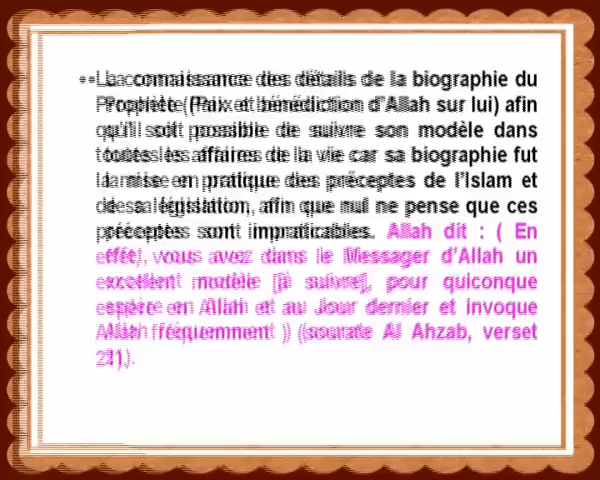 • La connaissance des détails de la biographie du
Prophète (Paix et bénédiction d'Allah sur lui) afin
qu'il soit possible de suivre son modèle dans
toutes les affaires de la vie car sa biographie fut
la mise en pratique des préceptes de l'Islam et
de sa législation, afin que nul ne pense que ces
préceptes sont impraticables. Allah dit : ( En
effet, vous avez dans le Messager d'Allah un
excellent modèle [à suivre], pour quiconque
espère en Allah et au Jour dernier et invoque
Allah fréquemment ) (sourate Al Ahzab, verset
21).